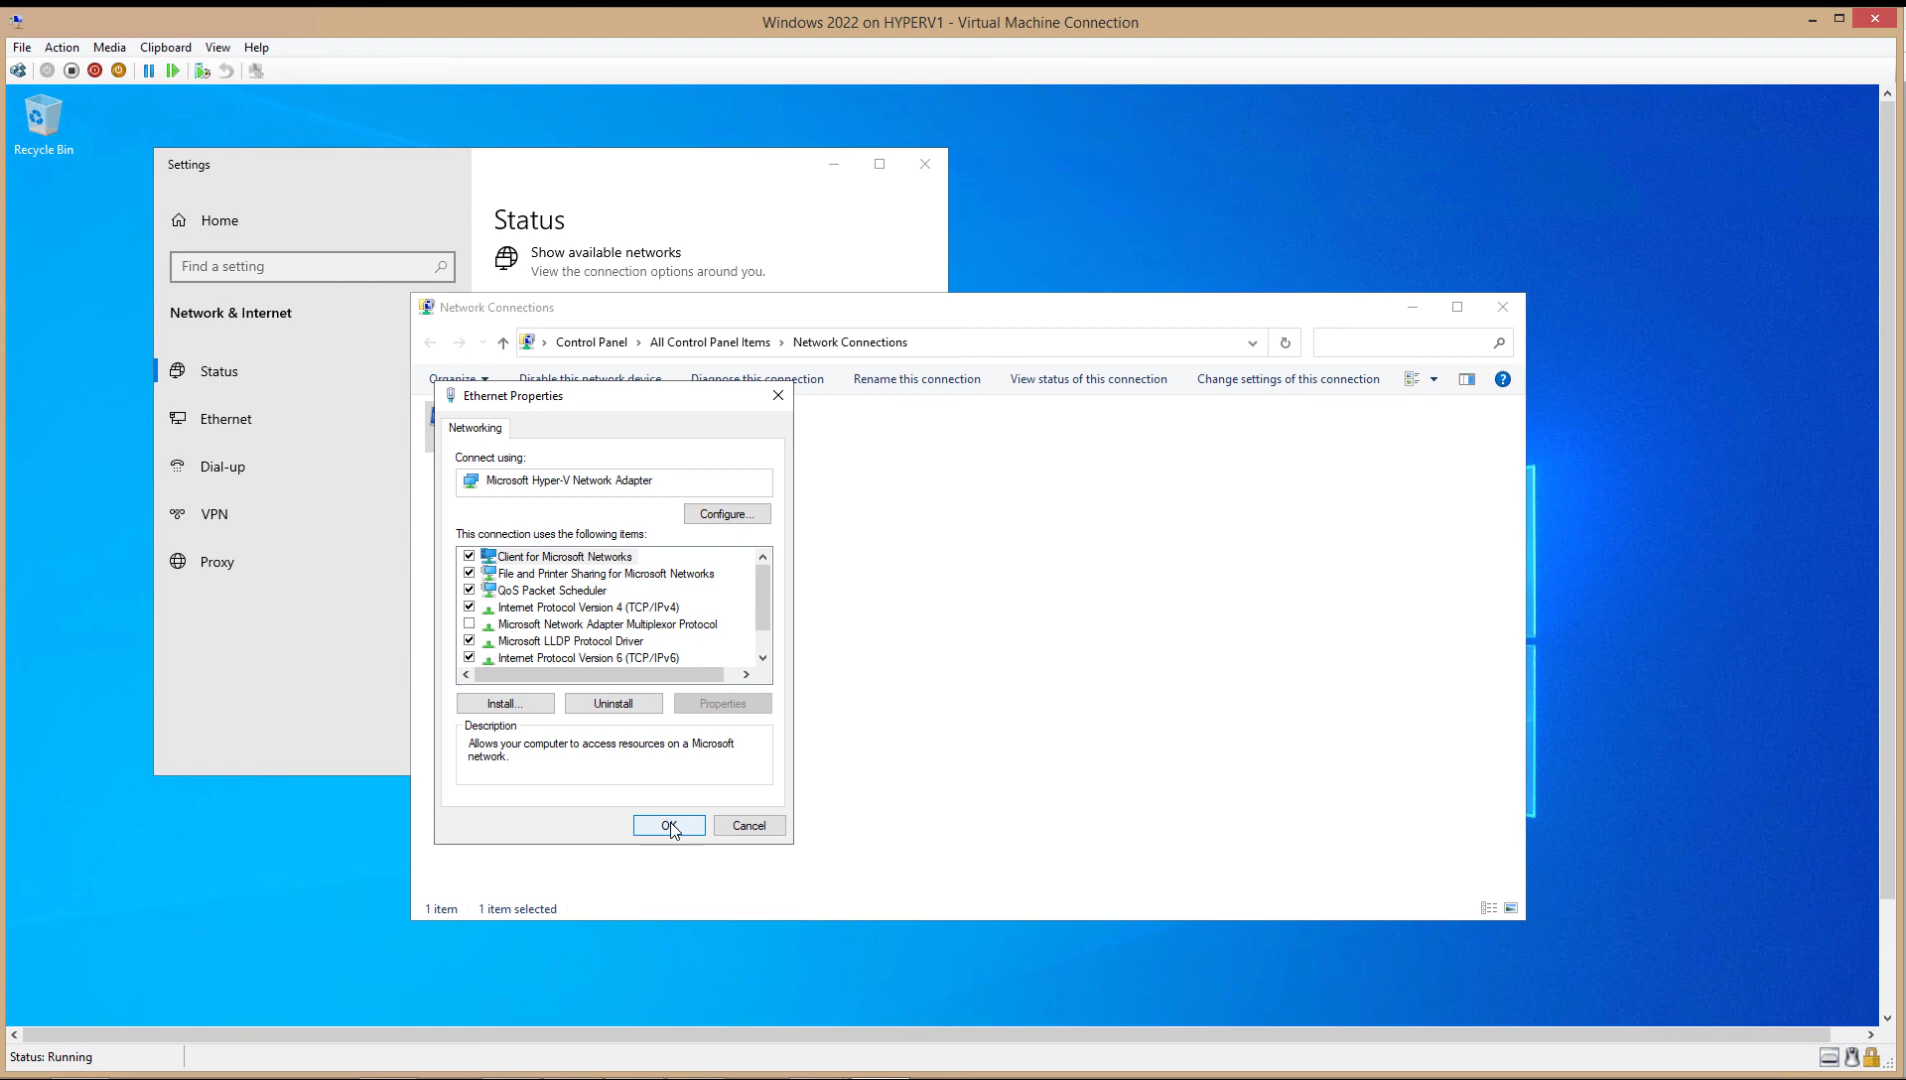 Windows 2022 on HYPERV1 - Virtual Machine Connection
File Action Media Clipboard View Help
Recycle Bin
Settings
Home
Find a setting
Network & Internet
Status
Ethernet
Dial-up
VPN
Proxy
Status
Show available networks
View the connection options around you.
Network Connections
Control Panel > All Control Panel Items > Network Connections
Organize Disable this network device Diagnose this connection Rename this connection View status of this connection Change settings of this connection
Ethernet Properties
Networking
Connect using:
Microsoft Hyper-V Network Adapter
Configure...
This connection uses the following items:
Client for Microsoft Networks
File and Printer Sharing for Microsoft Networks
QoS Packet Scheduler
Internet Protocol Version 4 (TCP/IPv4)
Microsoft Network Adapter Multiplexor Protocol
Microsoft LLDP Protocol Driver
Internet Protocol Version 6 (TCP/IPv6)
Install... Uninstall Properties
Description
Allows your computer to access resources on a Microsoft
network.
OK Cancel
1 item 1 item selected
Status: Running